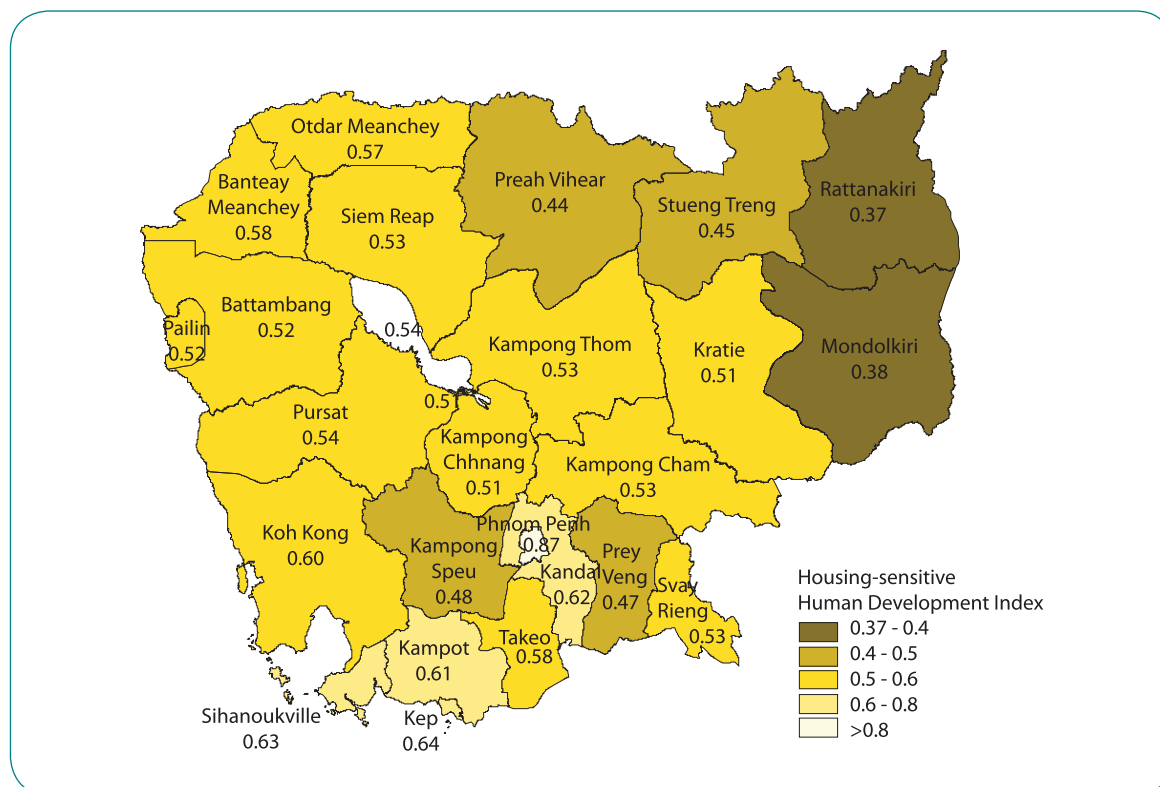 Otdar Meanchey
0.57
Banteay
Meanchey
0.58
Siem Reap
0.53
Preah Vihear
0.44
Stueng Treng
0.45
Rattanakiri
0.37
Battambang
0.52
Pailin
0.52
0.54
Kampong Thom
0.53
Kratie
0.51
Mondolkiri
0.38
Pursat
0.54
0.5
Kampong
Chhnang
0.51
Kampong Cham
0.53
Koh Kong
0.60
Kampong
Speu
0.48
Phnom Penh
0.87
Kandal
0.62
Prey
Veng
0.47
Svay
Rieng
0.53
Takeo
0.58
Kampot
0.61
Sihanoukville
0.63
Kep
0.64
Housing-sensitive
Human Development Index
0.37 - 0.4
0.4 - 0.5
0.5 - 0.6
0.6 - 0.8
>0.8